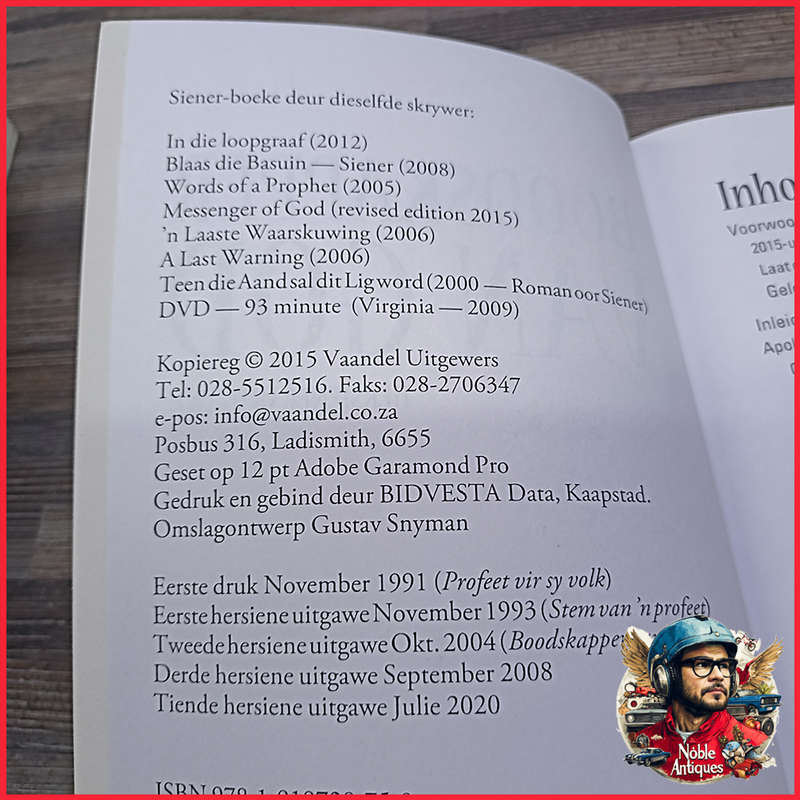 Siener-boeke deur dieselfde skrywer:
In die loopgraaf (2012)
Blaas die Basuin — Siener (2008)
Words of a Prophet (2005)
Messenger of God (revised edition 2015)
'n Laaste Waarskuwing (2006)
A Last Warning (2006)
Teen die Aand sal dit Lig word (2000 — Roman oor Siener)
DVD — 93 minute (Virginia — 2009)
Kopiereg © 2015 Vaandel Uitgewers
Tel: 028-5512516. Faks: 028-2706347
e-pos: info@vaandel.co.za
Posbus 316, Ladismith, 6655
Geset op 12 pt Adobe Garamond Pro
Gedruk en gebind deur BIDVESTA Data, Kaapstad.
Omslagontwerp Gustav Snyman
Eerste druk November 1991 (Profeet vir sy volk)
Eerste hersiene uitgawe November 1993 (Stem van 'n profeet)
Tweede hersiene uitgawe Okt. 2004 (Boodskapper
Derde hersiene uitgawe September 2008
Tiende hersiene uitgawe Julie 2020
ISBN
Inho
Voorwoo
2015-u
Laat
Gel
Inleid
Apol
Noble
Antiques